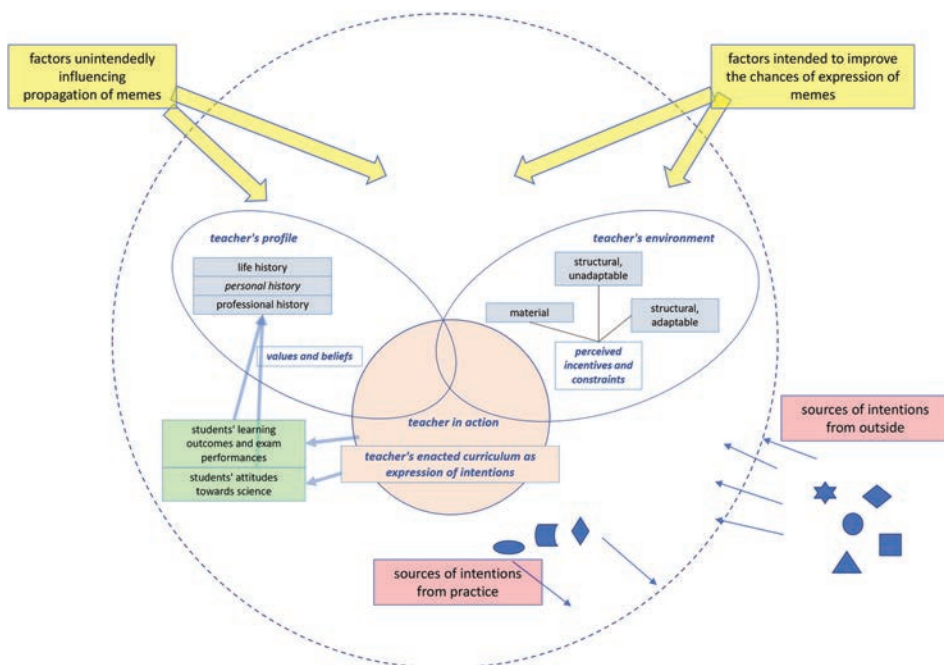 factors unintendedly
influencing
propagation of memes
factors intended to improve
the chances of expression of
memes
teacher's profile
life history
personal history
professional history
values and beliefs
teacher's environment
structural,
unadaptable
material
structural,
adaptable
perceived
incentives and
constraints
teacher in action
teacher's enacted curriculum as
expression of intentions
students' learning
outcomes and exam
performances
students' attitudes
towards science
sources of intentions
from outside
sources of intentions
from practice